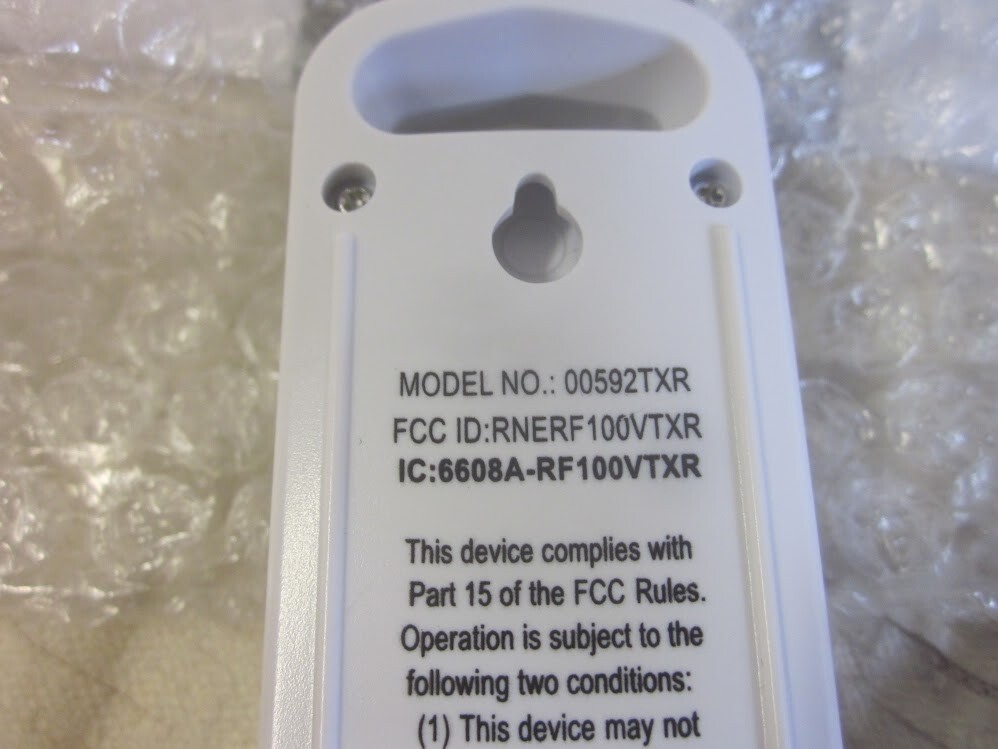 MODEL NO.: 00592TXR
FCC ID:RNERF100VTXR
IC:6608A-RF100VTXR
This device complies with
Part 15 of the FCC Rules.
Operation is subject to the
following two conditions:
(1) This device may not